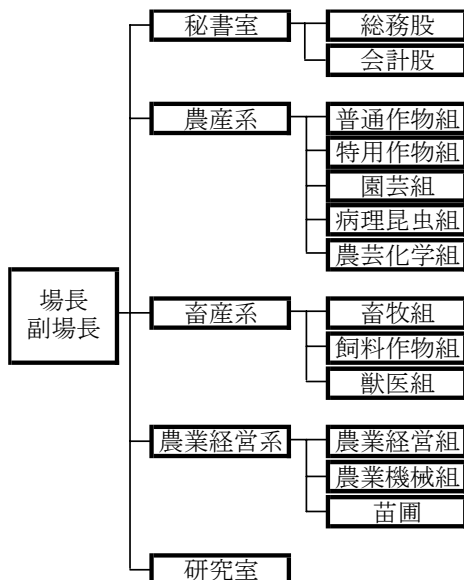 秘書室
総務股
会計股
農産系
普通作物組
特用作物組
園芸組
病理昆虫組
農芸化学組
場長
副場長
畜産系
畜牧組
飼料作物組
獣医組
農業経営系
農業経営組
農業機械組
苗圃
研究室